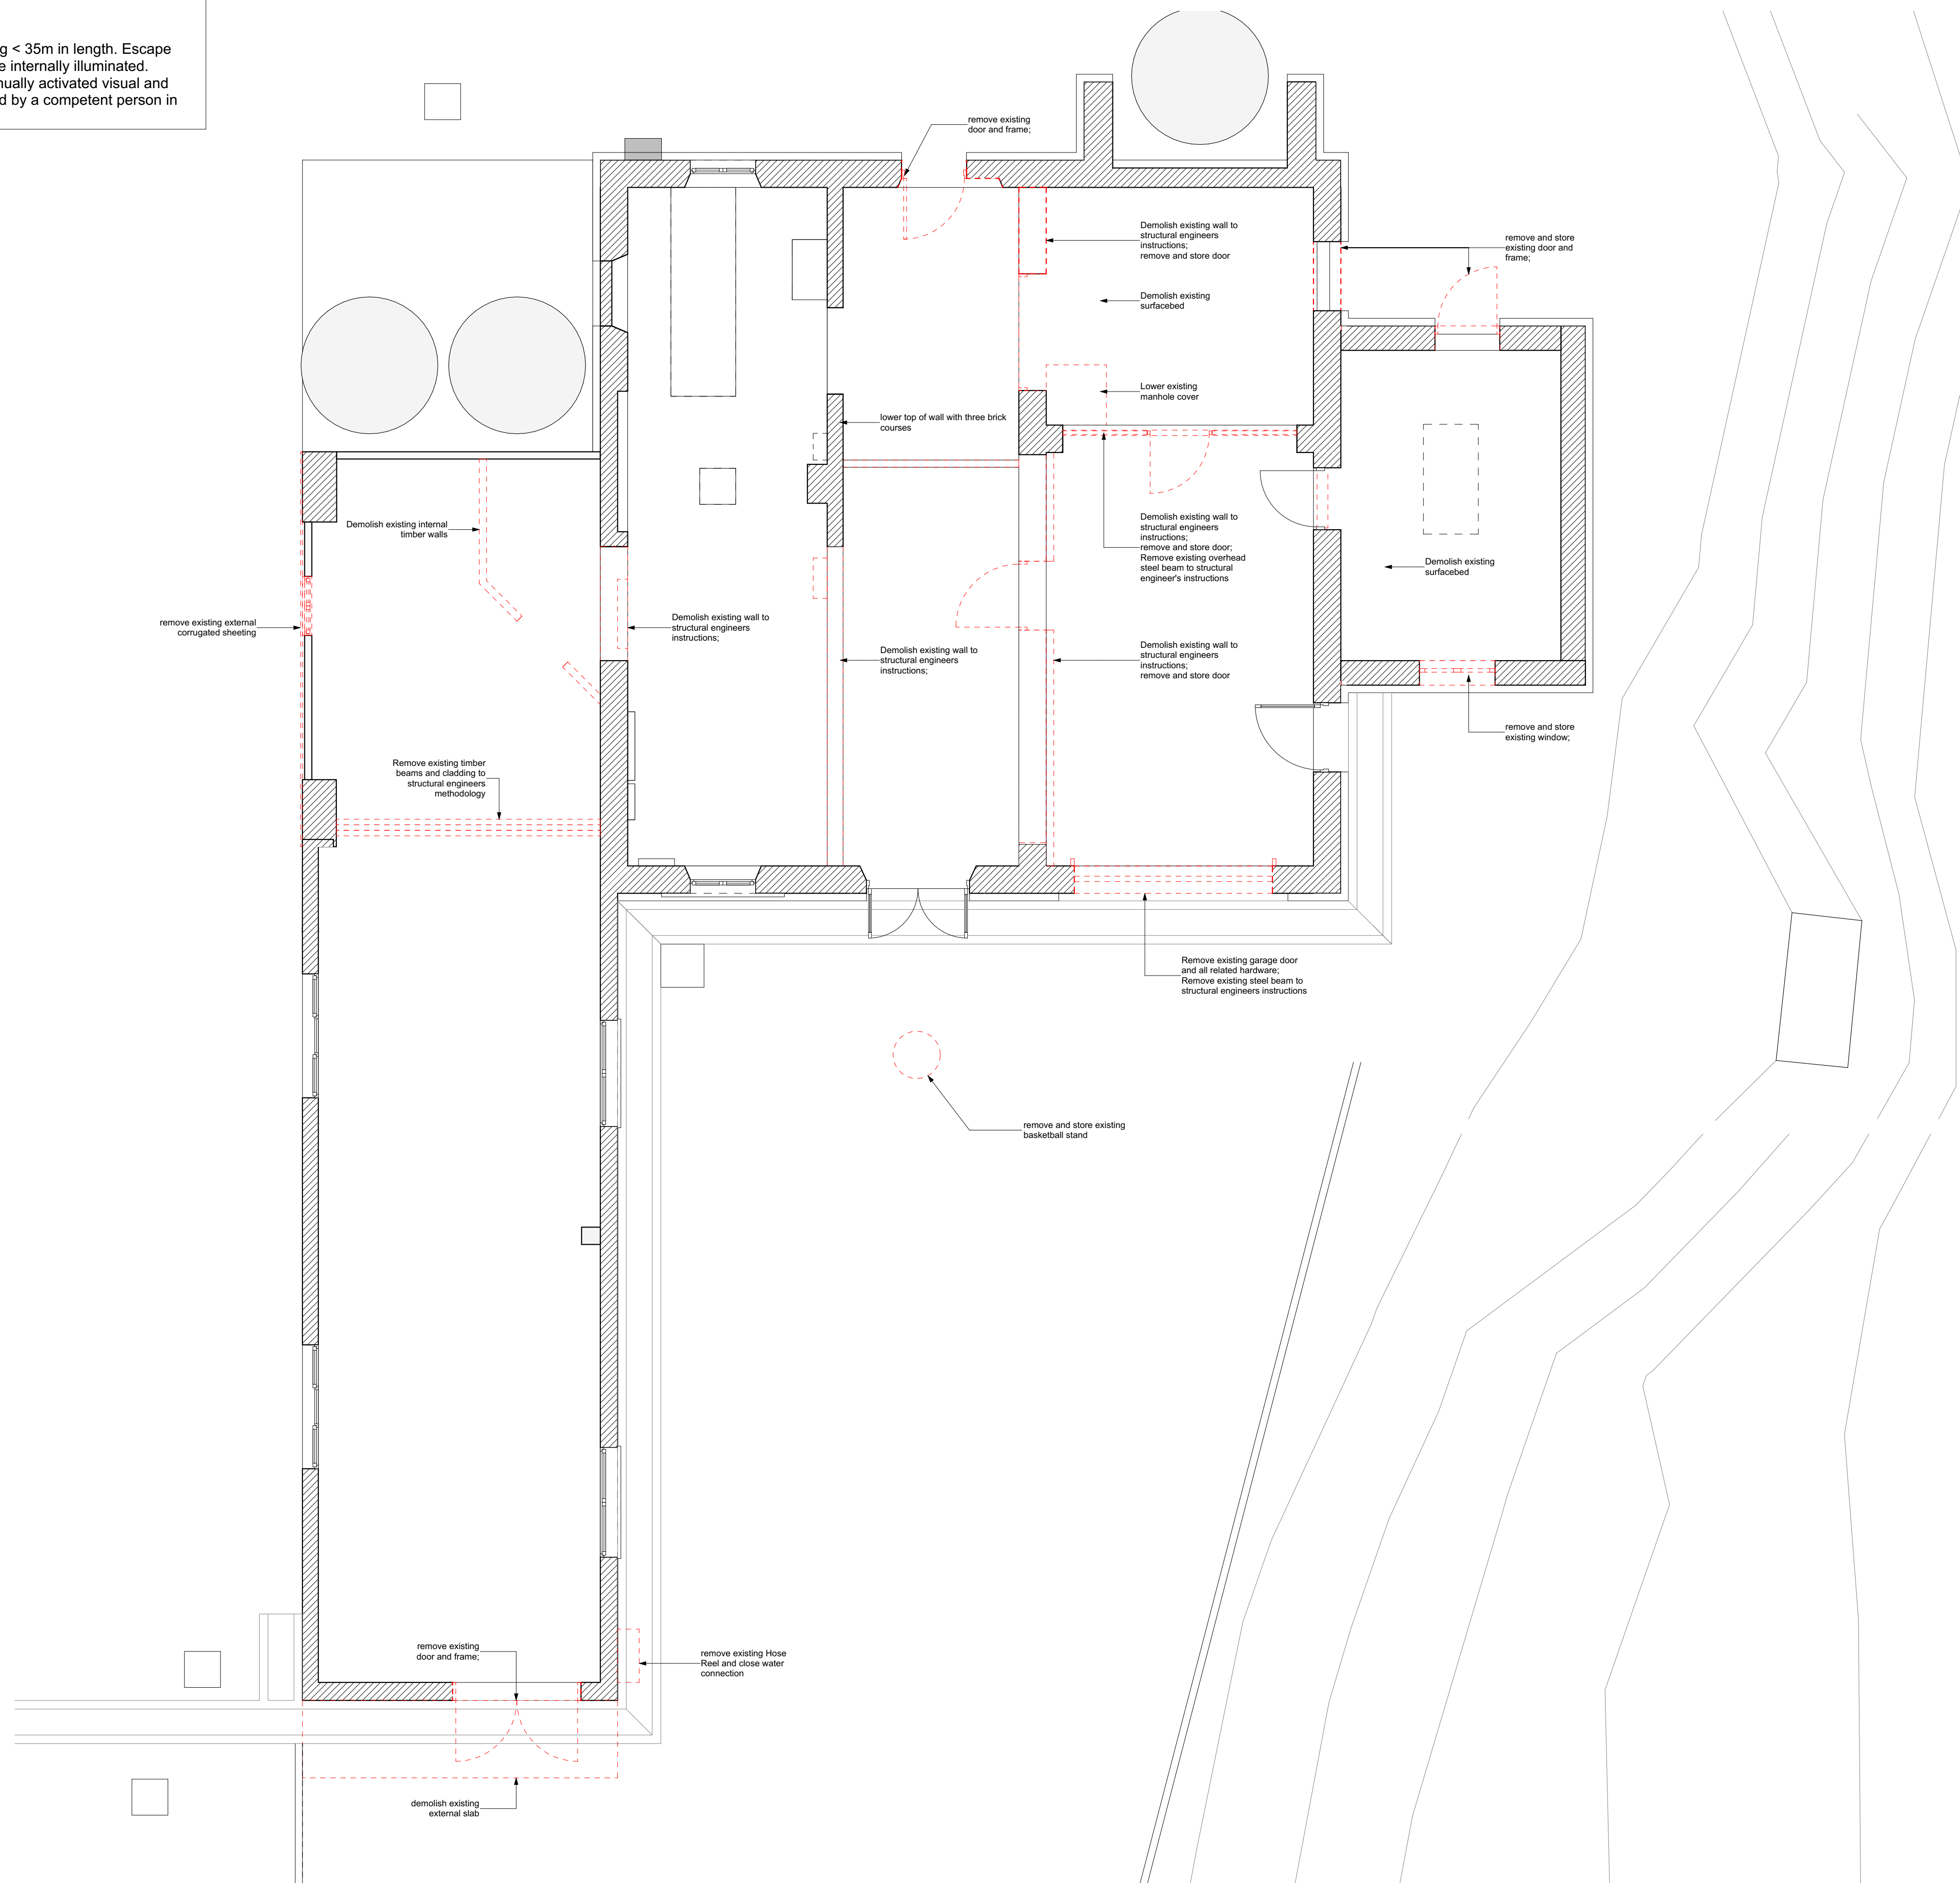 g < 35m in length. Escape
e internally illuminated.
nually activated visual and
d by a competent person in
remove existing
door and frame;
Demolish existing wall to
structural engineers
instructions;
remove and store door
remove and store
existing door and
frame;
Demolish existing
surfacebed
Lower existing
manhole cover
lower top of wall with three brick
courses
Demolish existing internal
timber walls
Demolish existing wall to
structural engineers
instructions;
remove and store door;
Remove existing overhead
steel beam to structural
engineer's instructions
Demolish existing
surfacebed
remove existing external
corrugated sheeting
Demolish existing wall to
structural engineers
instructions;
Demolish existing wall to
structural engineers
instructions;
Demolish existing wall to
structural engineers
instructions;
remove and store door
remove and store
existing window;
Remove existing timber
beams and cladding to
structural engineers
methodology
Remove existing garage door
and all related hardware;
Remove existing steel beam to
structural engineers instructions
remove and store existing
basketball stand
remove existing
door and frame;
remove existing Hose
Reel and close water
connection
demolish existing
external slab